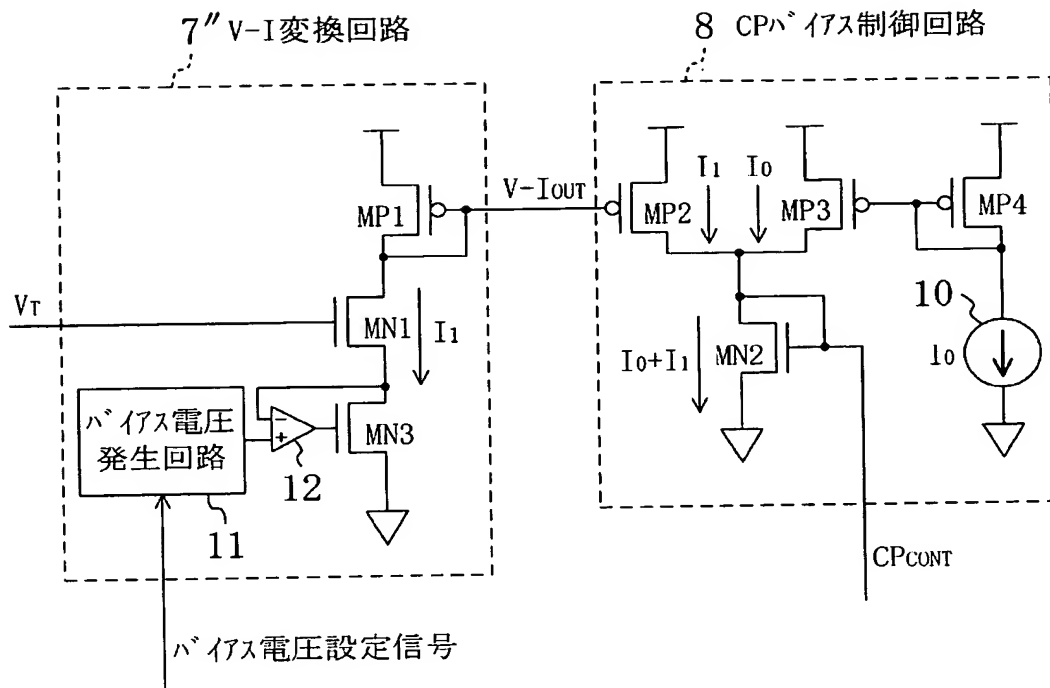 7″ V-I変換回路
8 CPバイアス制御回路
MP1
V-IOUT
MP2
I1
I0
MP3
MP4
VT
MN1
I1
I0+I1
MN2
10
I0
バイアス電圧
発生回路
-
+
12
MN3
11
CPCONT
バイアス電圧設定信号